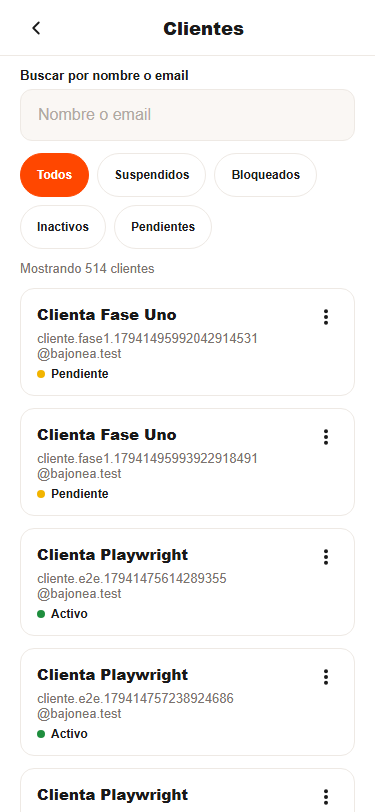 Clientes
Buscar por nombre o email
Nombre o email
Todos
Suspendidos
Bloqueados
Inactivos
Pendientes
Mostrando 514 clientes
Clienta Fase Uno
cliente.fase1.17941495992042914531
@bajonea.test
Pendiente
Clienta Fase Uno
cliente.fase1.17941495993922918491
@bajonea.test
Pendiente
Clienta Playwright
cliente.e2e.17941475614289355
@bajonea.test
Activo
Clienta Playwright
cliente.e2e.179414757238924686
@bajonea.test
Activo
Clienta Playwright